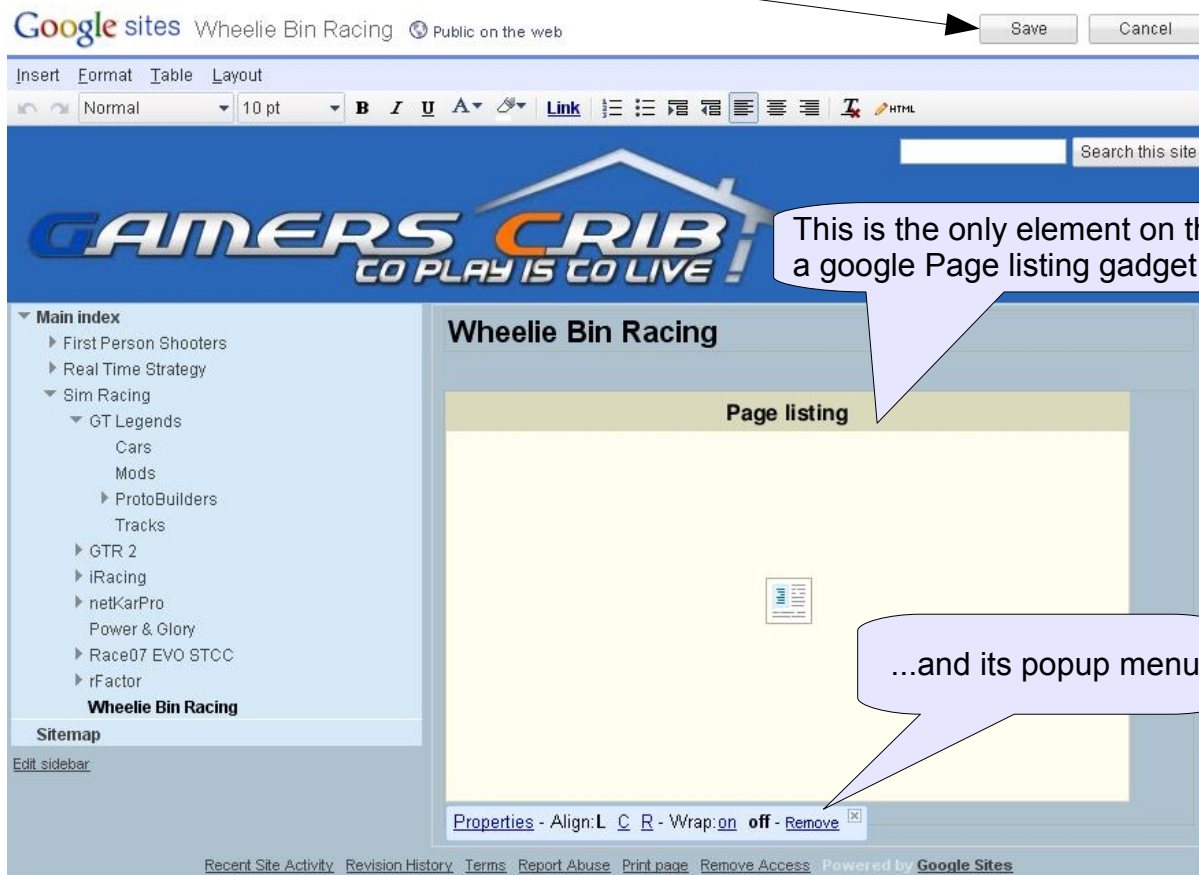 Google sites Wheelie Bin Racing Public on the web Save Cancel
Insert Format Table Layout
Normal 10 pt B I U A Link HTML
Search this site
GAMERS CRIB
TO PLAY IS TO LIVE !
This is the only element on th
a google Page listing gadget
Main index
First Person Shooters
Real Time Strategy
Sim Racing
GT Legends
Cars
Mods
ProtoBuilders
Tracks
GTR 2
iRacing
netKarPro
Power & Glory
Race07 EVO STCC
rFactor
Wheelie Bin Racing
Sitemap
Edit sidebar
Wheelie Bin Racing
Page listing
...and its popup menu
Properties - Align:L C R - Wrap:on off - Remove
Recent Site Activity Revision History Terms Report Abuse Print page Remove Access Powered by Google Sites